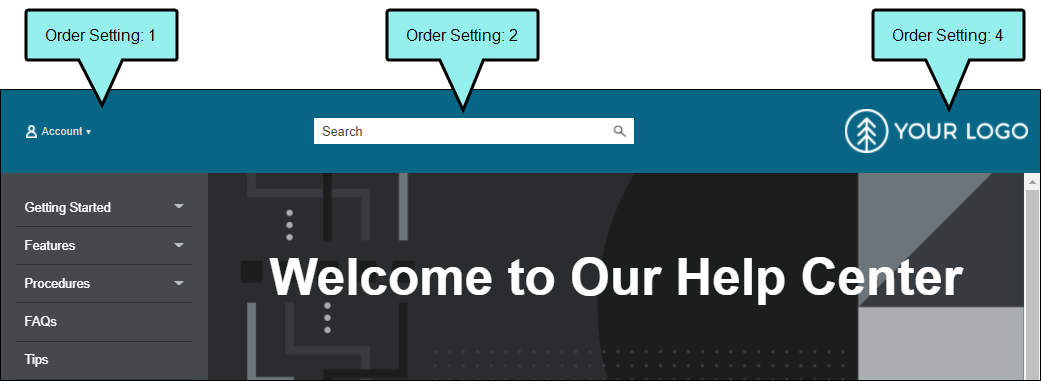 Order Setting: 1
Order Setting: 2
Order Setting: 4
Account
Search
YOUR LOGO
Getting Started
Features
Procedures
FAQs
Tips
Welcome to Our Help Center